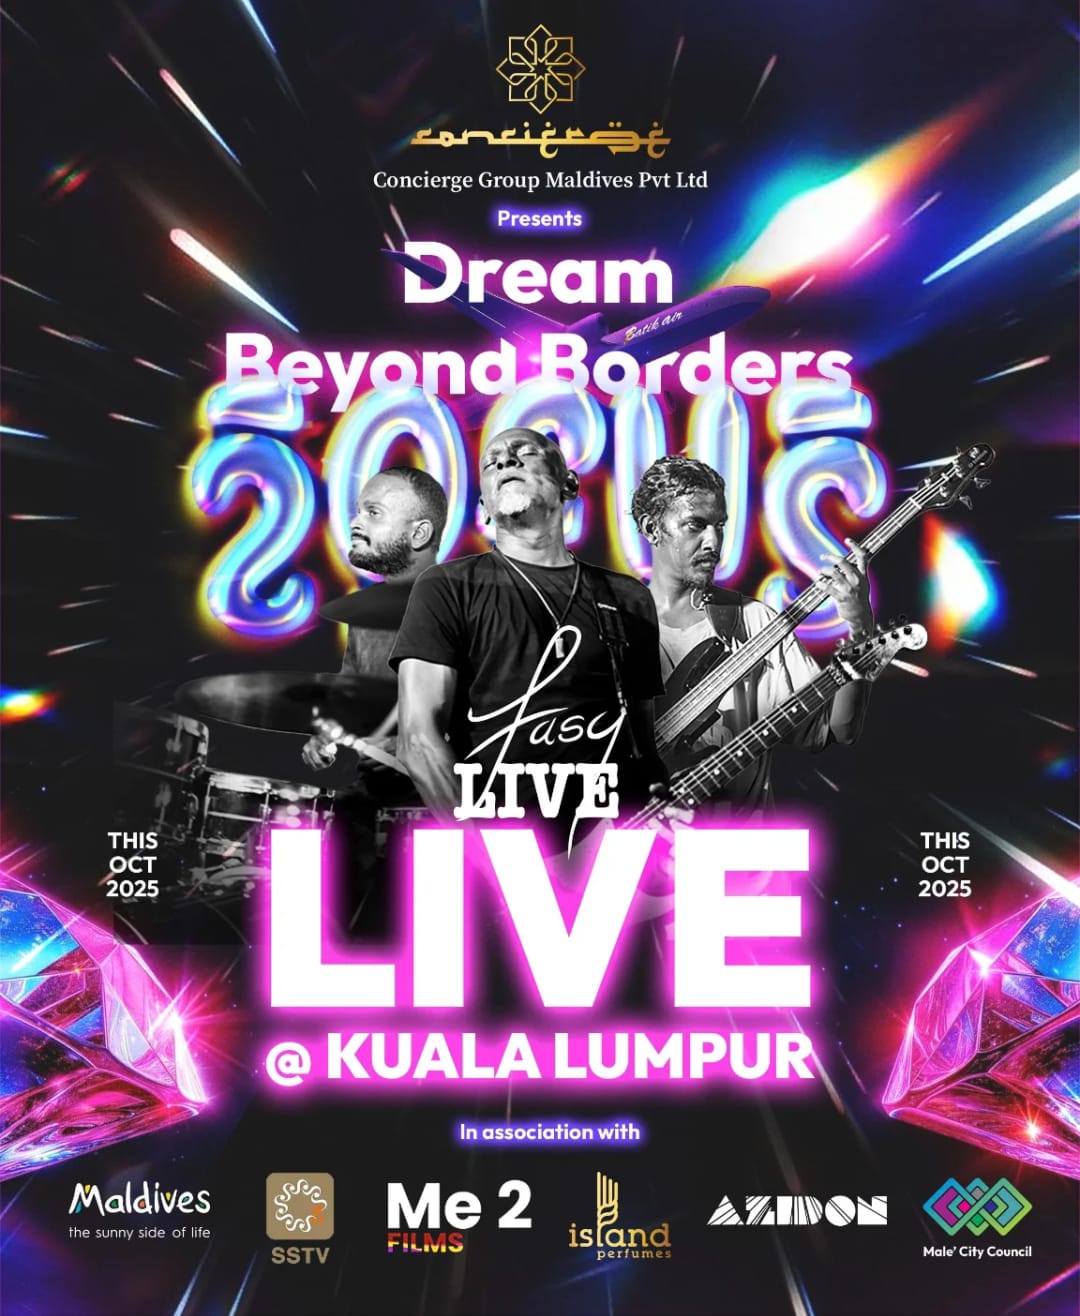 Concierge
Concierge Group Maldives Pvt Ltd
Presents
Dream
Batik Air
Beyond Borders
fasy
LIVE
THIS
OCT
2025
THIS
OCT
2025
LIVE
@ KUALA LUMPUR
In association with
Maldives
the sunny side of life
SSTV
Me 2
FILMS
island
perfumes
AZIDON
Male' City Council